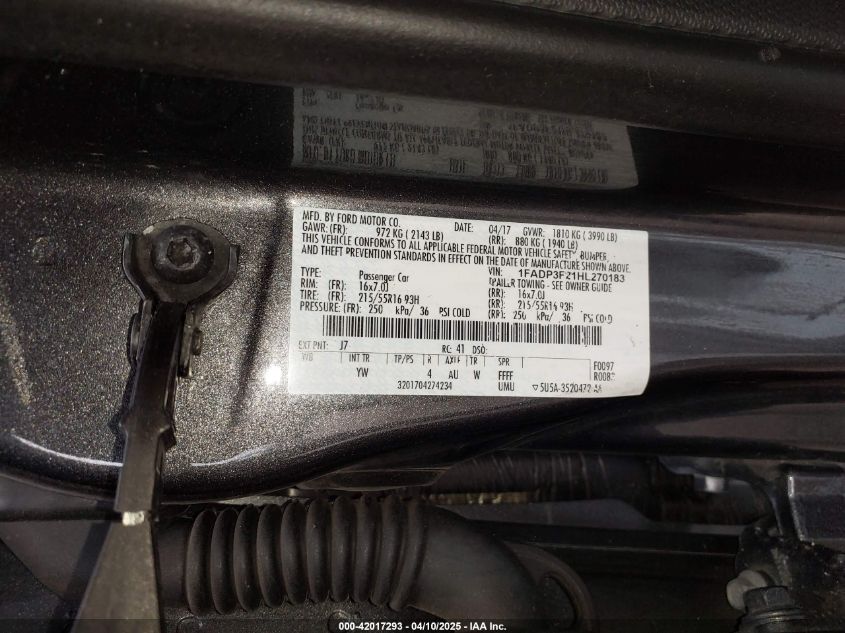 MFD. BY FORD MOTOR CO. DATE: 04/17 GVWR: 1810 KG ( 3990 LB)
GAWR: (FR): 972 KG ( 2143 LB) (RR): 880 KG ( 1940 LB)
THIS VEHICLE CONFORMS TO ALL APPLICABLE FEDERAL MOTOR VEHICLE SAFETY, BUMPER,
AND THEFT PREVENTION STANDARDS IN EFFECT ON THE DATE OF MANUFACTURE SHOWN ABOVE.
VIN: 1FADP3F21HL270183
TYPE: Passenger Car TRAILER TOWING - SEE OWNER GUIDE
RIM: (FR) 16x7.0J (RR): 16x7.0J
TIRE: (FR) 215/55R16 93H (RR): 215/55R16 93H
PRESSURE: (FR) 250 kPa/ 36 PSI COLD (RR): 250 kPa/ 36 PSI COLD
EXT PNT: J7 RC: 41 DSO:
WB INT TR TP/PS R AXLE TR SPR F0097
YW 4 AU W FFFF
3201704274234 UMU 5U5A-3520472-
000-42017293 - 04/10/2025 - IAA Inc.